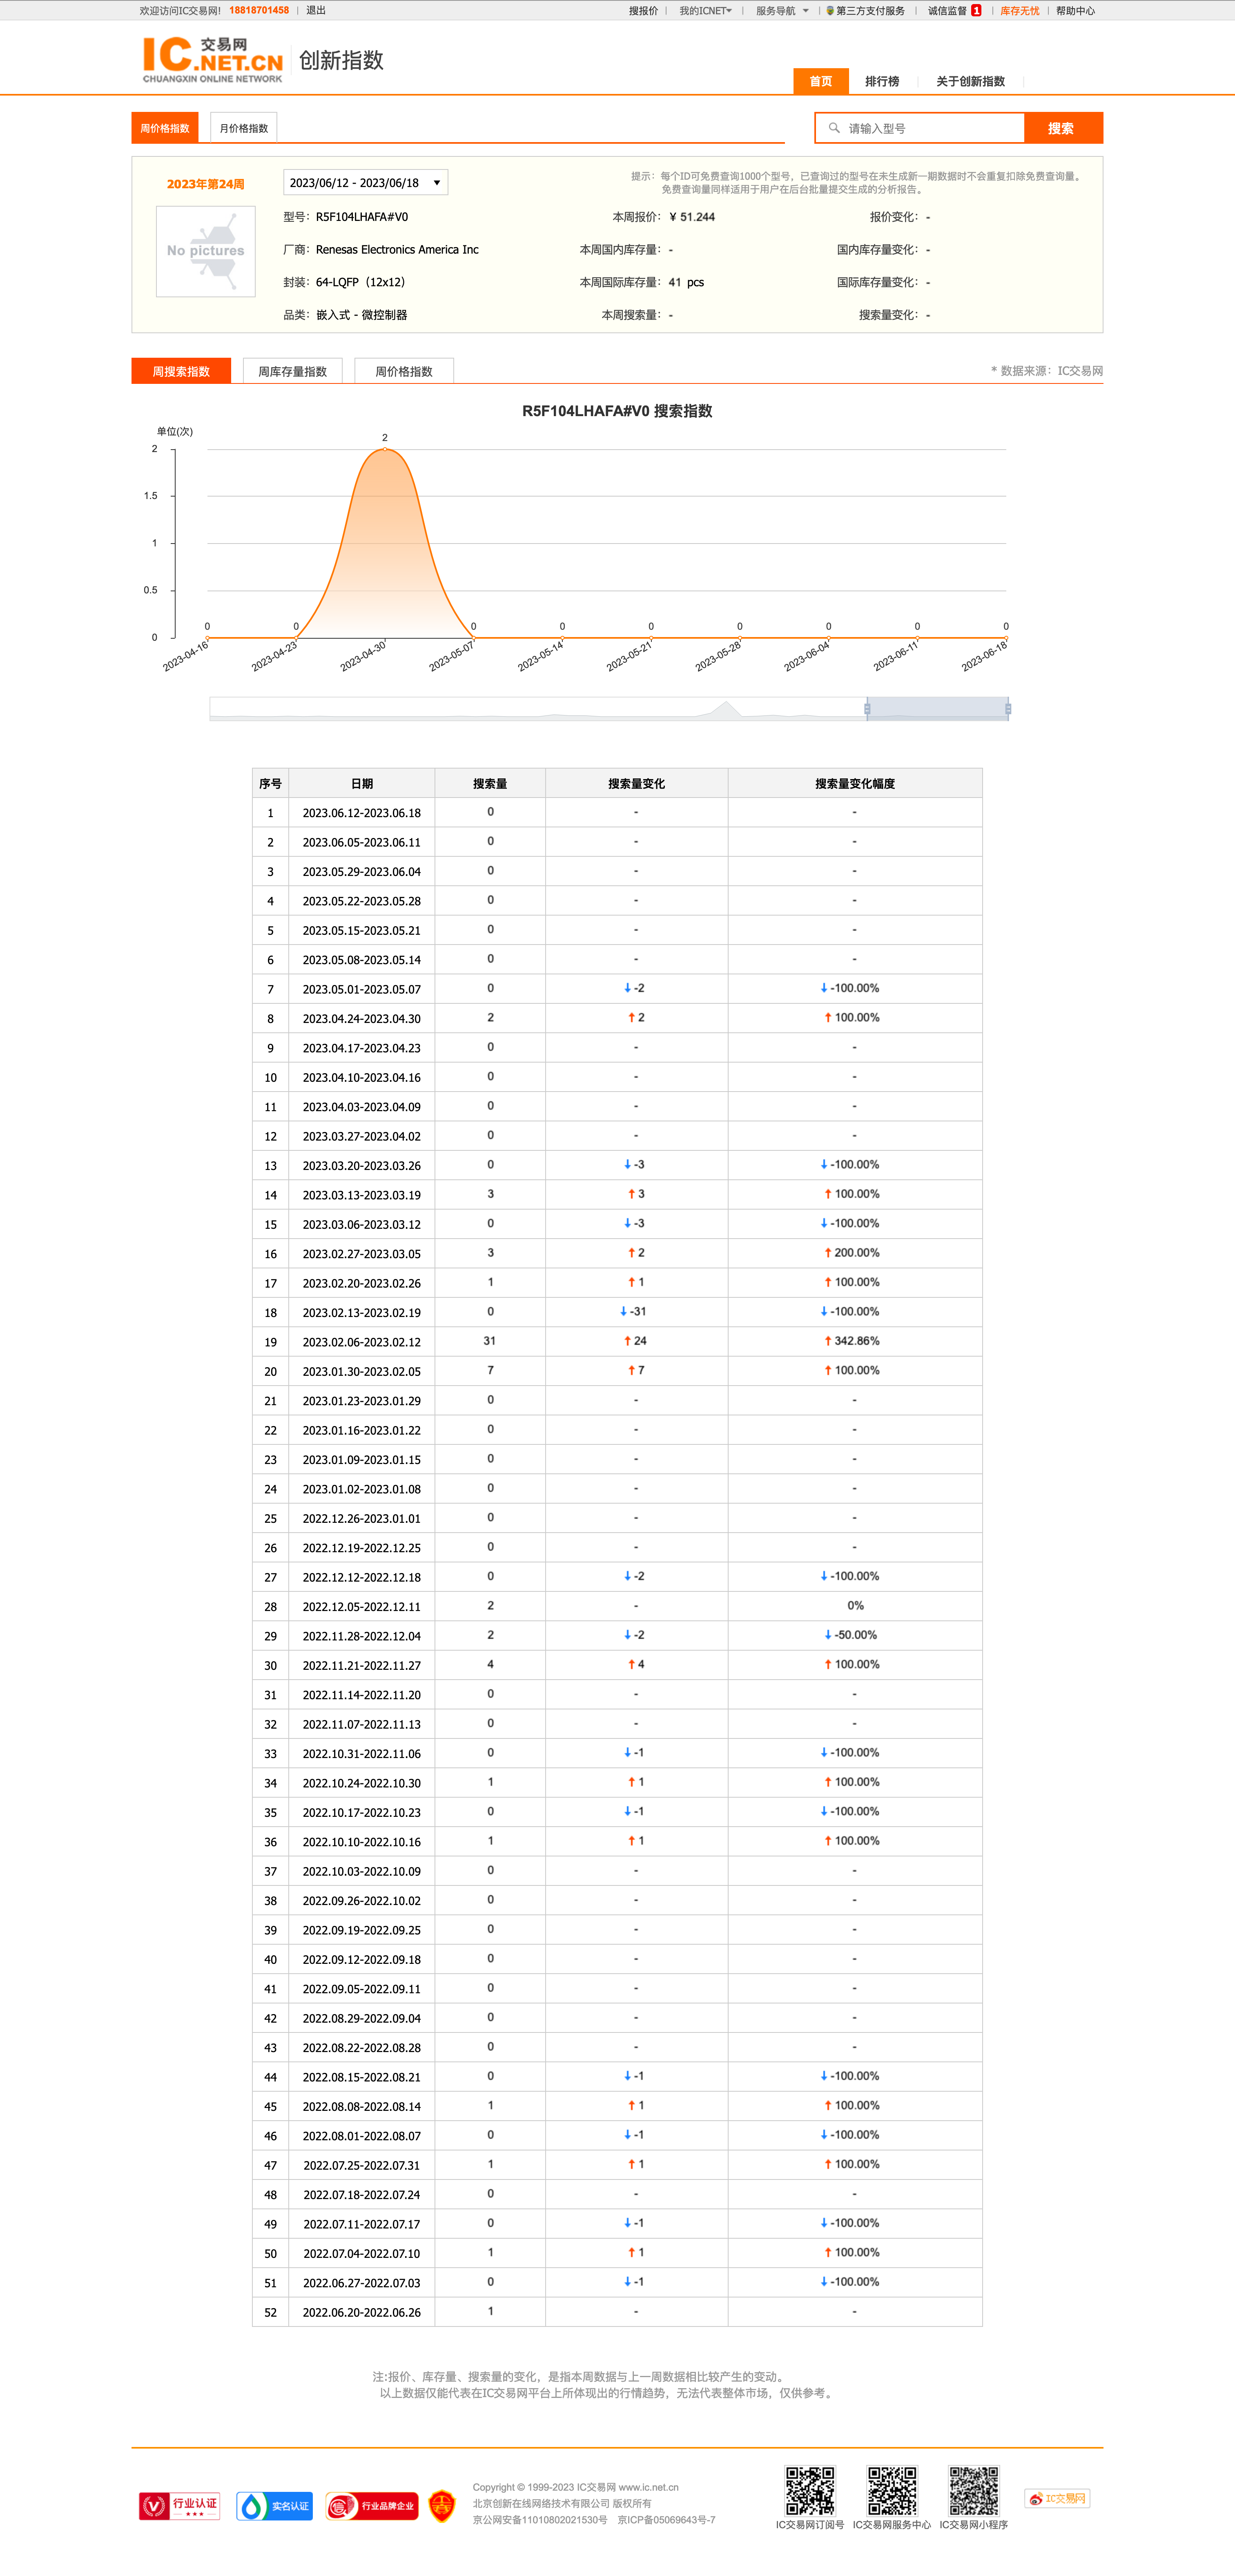 欢迎访问IC交易网! 18818701458 | 退出 搜报价 | 我的ICNET | 服务导航 | 第三方支付服务 | 诚信监督 1 | 库存无忧 | 帮助中心
IC交易网
.NET.CN 创新指数
CHUANGXIN ONLINE NETWORK
首页 排行榜 关于创新指数
周价格指数 月价格指数 请输入型号 搜索
2023年第24周 2023/06/12 - 2023/06/18 提示：每个ID可免费查询1000个型号，已查询过的型号在未生成新一期数据时不会重复扣除免费查询量。
免费查询量同样适用于用户在后台批量提交生成的分析报告。
No pictures
型号：R5F104LHAFA#V0 本周报价：¥ 51.244 报价变化：-
厂商：Renesas Electronics America Inc 本周国内库存量：- 国内库存量变化：-
封装：64-LQFP（12x12） 本周国际库存量：41 pcs 国际库存量变化：-
品类：嵌入式 - 微控制器 本周搜索量：- 搜索量变化：-
周搜索指数 周库存量指数 周价格指数 * 数据来源：IC交易网
R5F104LHAFA#V0 搜索指数
单位(次)
2
2
1.5
1
0.5
0
0 0 0 0 0 0 0 0 0
2023-04-16 2023-04-23 2023-04-30 2023-05-07 2023-05-14 2023-05-21 2023-05-28 2023-06-04 2023-06-11 2023-06-18
序号 日期 搜索量 搜索量变化 搜索量变化幅度
1 2023.06.12-2023.06.18 0 - -
2 2023.06.05-2023.06.11 0 - -
3 2023.05.29-2023.06.04 0 - -
4 2023.05.22-2023.05.28 0 - -
5 2023.05.15-2023.05.21 0 - -
6 2023.05.08-2023.05.14 0 - -
7 2023.05.01-2023.05.07 0 ↓-2 ↓-100.00%
8 2023.04.24-2023.04.30 2 ↑2 ↑100.00%
9 2023.04.17-2023.04.23 0 - -
10 2023.04.10-2023.04.16 0 - -
11 2023.04.03-2023.04.09 0 - -
12 2023.03.27-2023.04.02 0 - -
13 2023.03.20-2023.03.26 0 ↓-3 ↓-100.00%
14 2023.03.13-2023.03.19 3 ↑3 ↑100.00%
15 2023.03.06-2023.03.12 0 ↓-3 ↓-100.00%
16 2023.02.27-2023.03.05 3 ↑2 ↑200.00%
17 2023.02.20-2023.02.26 1 ↑1 ↑100.00%
18 2023.02.13-2023.02.19 0 ↓-31 ↓-100.00%
19 2023.02.06-2023.02.12 31 ↑24 ↑342.86%
20 2023.01.30-2023.02.05 7 ↑7 ↑100.00%
21 2023.01.23-2023.01.29 0 - -
22 2023.01.16-2023.01.22 0 - -
23 2023.01.09-2023.01.15 0 - -
24 2023.01.02-2023.01.08 0 - -
25 2022.12.26-2023.01.01 0 - -
26 2022.12.19-2022.12.25 0 - -
27 2022.12.12-2022.12.18 0 ↓-2 ↓-100.00%
28 2022.12.05-2022.12.11 2 - 0%
29 2022.11.28-2022.12.04 2 ↓-2 ↓-50.00%
30 2022.11.21-2022.11.27 4 ↑4 ↑100.00%
31 2022.11.14-2022.11.20 0 - -
32 2022.11.07-2022.11.13 0 - -
33 2022.10.31-2022.11.06 0 ↓-1 ↓-100.00%
34 2022.10.24-2022.10.30 1 ↑1 ↑100.00%
35 2022.10.17-2022.10.23 0 ↓-1 ↓-100.00%
36 2022.10.10-2022.10.16 1 ↑1 ↑100.00%
37 2022.10.03-2022.10.09 0 - -
38 2022.09.26-2022.10.02 0 - -
39 2022.09.19-2022.09.25 0 - -
40 2022.09.12-2022.09.18 0 - -
41 2022.09.05-2022.09.11 0 - -
42 2022.08.29-2022.09.04 0 - -
43 2022.08.22-2022.08.28 0 - -
44 2022.08.15-2022.08.21 0 ↓-1 ↓-100.00%
45 2022.08.08-2022.08.14 1 ↑1 ↑100.00%
46 2022.08.01-2022.08.07 0 ↓-1 ↓-100.00%
47 2022.07.25-2022.07.31 1 ↑1 ↑100.00%
48 2022.07.18-2022.07.24 0 - -
49 2022.07.11-2022.07.17 0 ↓-1 ↓-100.00%
50 2022.07.04-2022.07.10 1 ↑1 ↑100.00%
51 2022.06.27-2022.07.03 0 ↓-1 ↓-100.00%
52 2022.06.20-2022.06.26 1 - -
注:报价、库存量、搜索量的变化，是指本周数据与上一周数据相比较产生的变动。
以上数据仅能代表在IC交易网平台上所体现出的行情趋势，无法代表整体市场，仅供参考。
行业认证 实名认证 行业品牌企业
Copyright © 1999-2023 IC交易网 www.ic.net.cn
北京创新在线网络技术有限公司 版权所有
京公网安备11010802021530号 京ICP备05069643号-7
IC交易网订阅号 IC交易网服务中心 IC交易网小程序
IC交易网